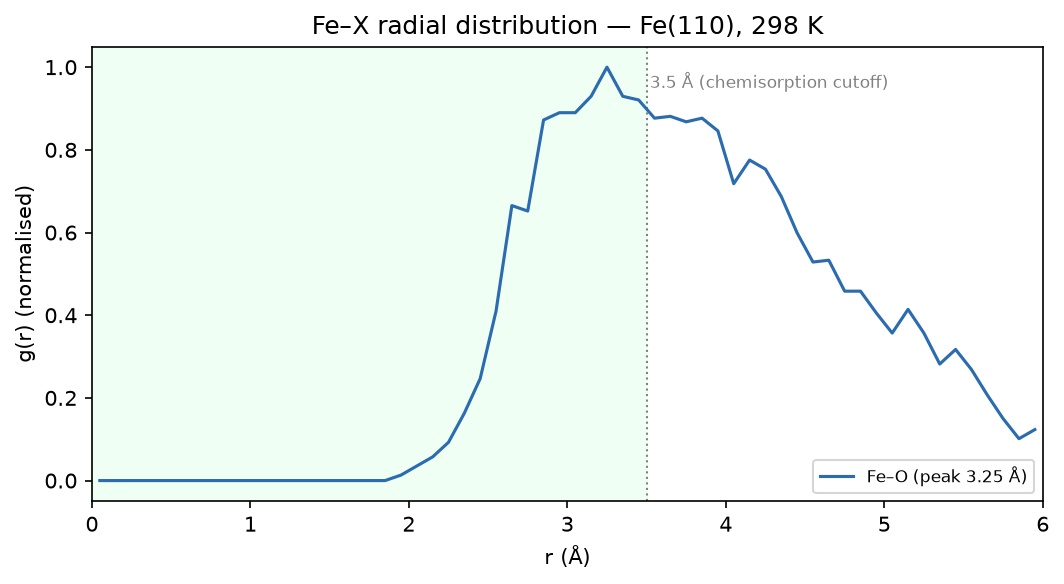 Fe–X radial distribution — Fe(110), 298 K
g(r) (normalised)
1.0
0.8
0.6
0.4
0.2
0.0
3.5 Å (chemisorption cutoff)
Fe–O (peak 3.25 Å)
0 1 2 3 4 5 6
r (Å)